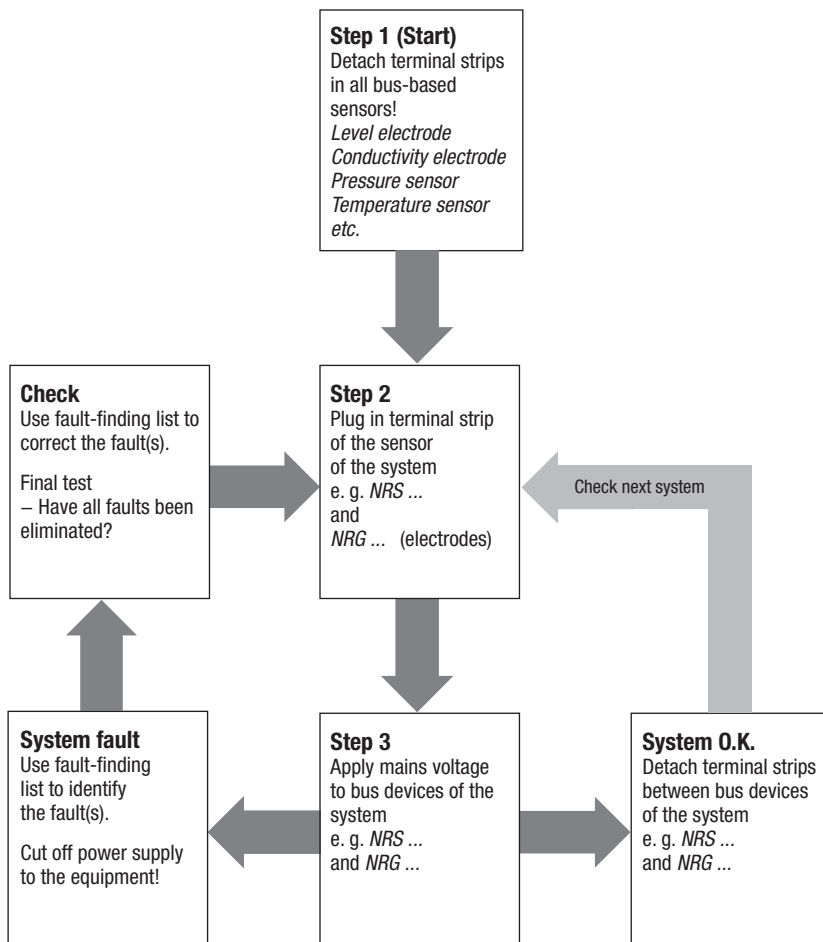 Step 1 (Start)
Detach terminal strips
in all bus-based
sensors!
Level electrode
Conductivity electrode
Pressure sensor
Temperature sensor
etc.
Check
Use fault-finding list to
correct the fault(s).
Final test
– Have all faults been
eliminated?
Step 2
Plug in terminal strip
of the sensor
of the system
e. g. NRS ...
and
NRG ... (electrodes)
Check next system
System fault
Use fault-finding
list to identify
the fault(s).
Cut off power supply
to the equipment!
Step 3
Apply mains voltage
to bus devices of the
system
e. g. NRS ...
and NRG ...
System O.K.
Detach terminal strips
between bus devices
of the system
e. g. NRS ...
and NRG ...